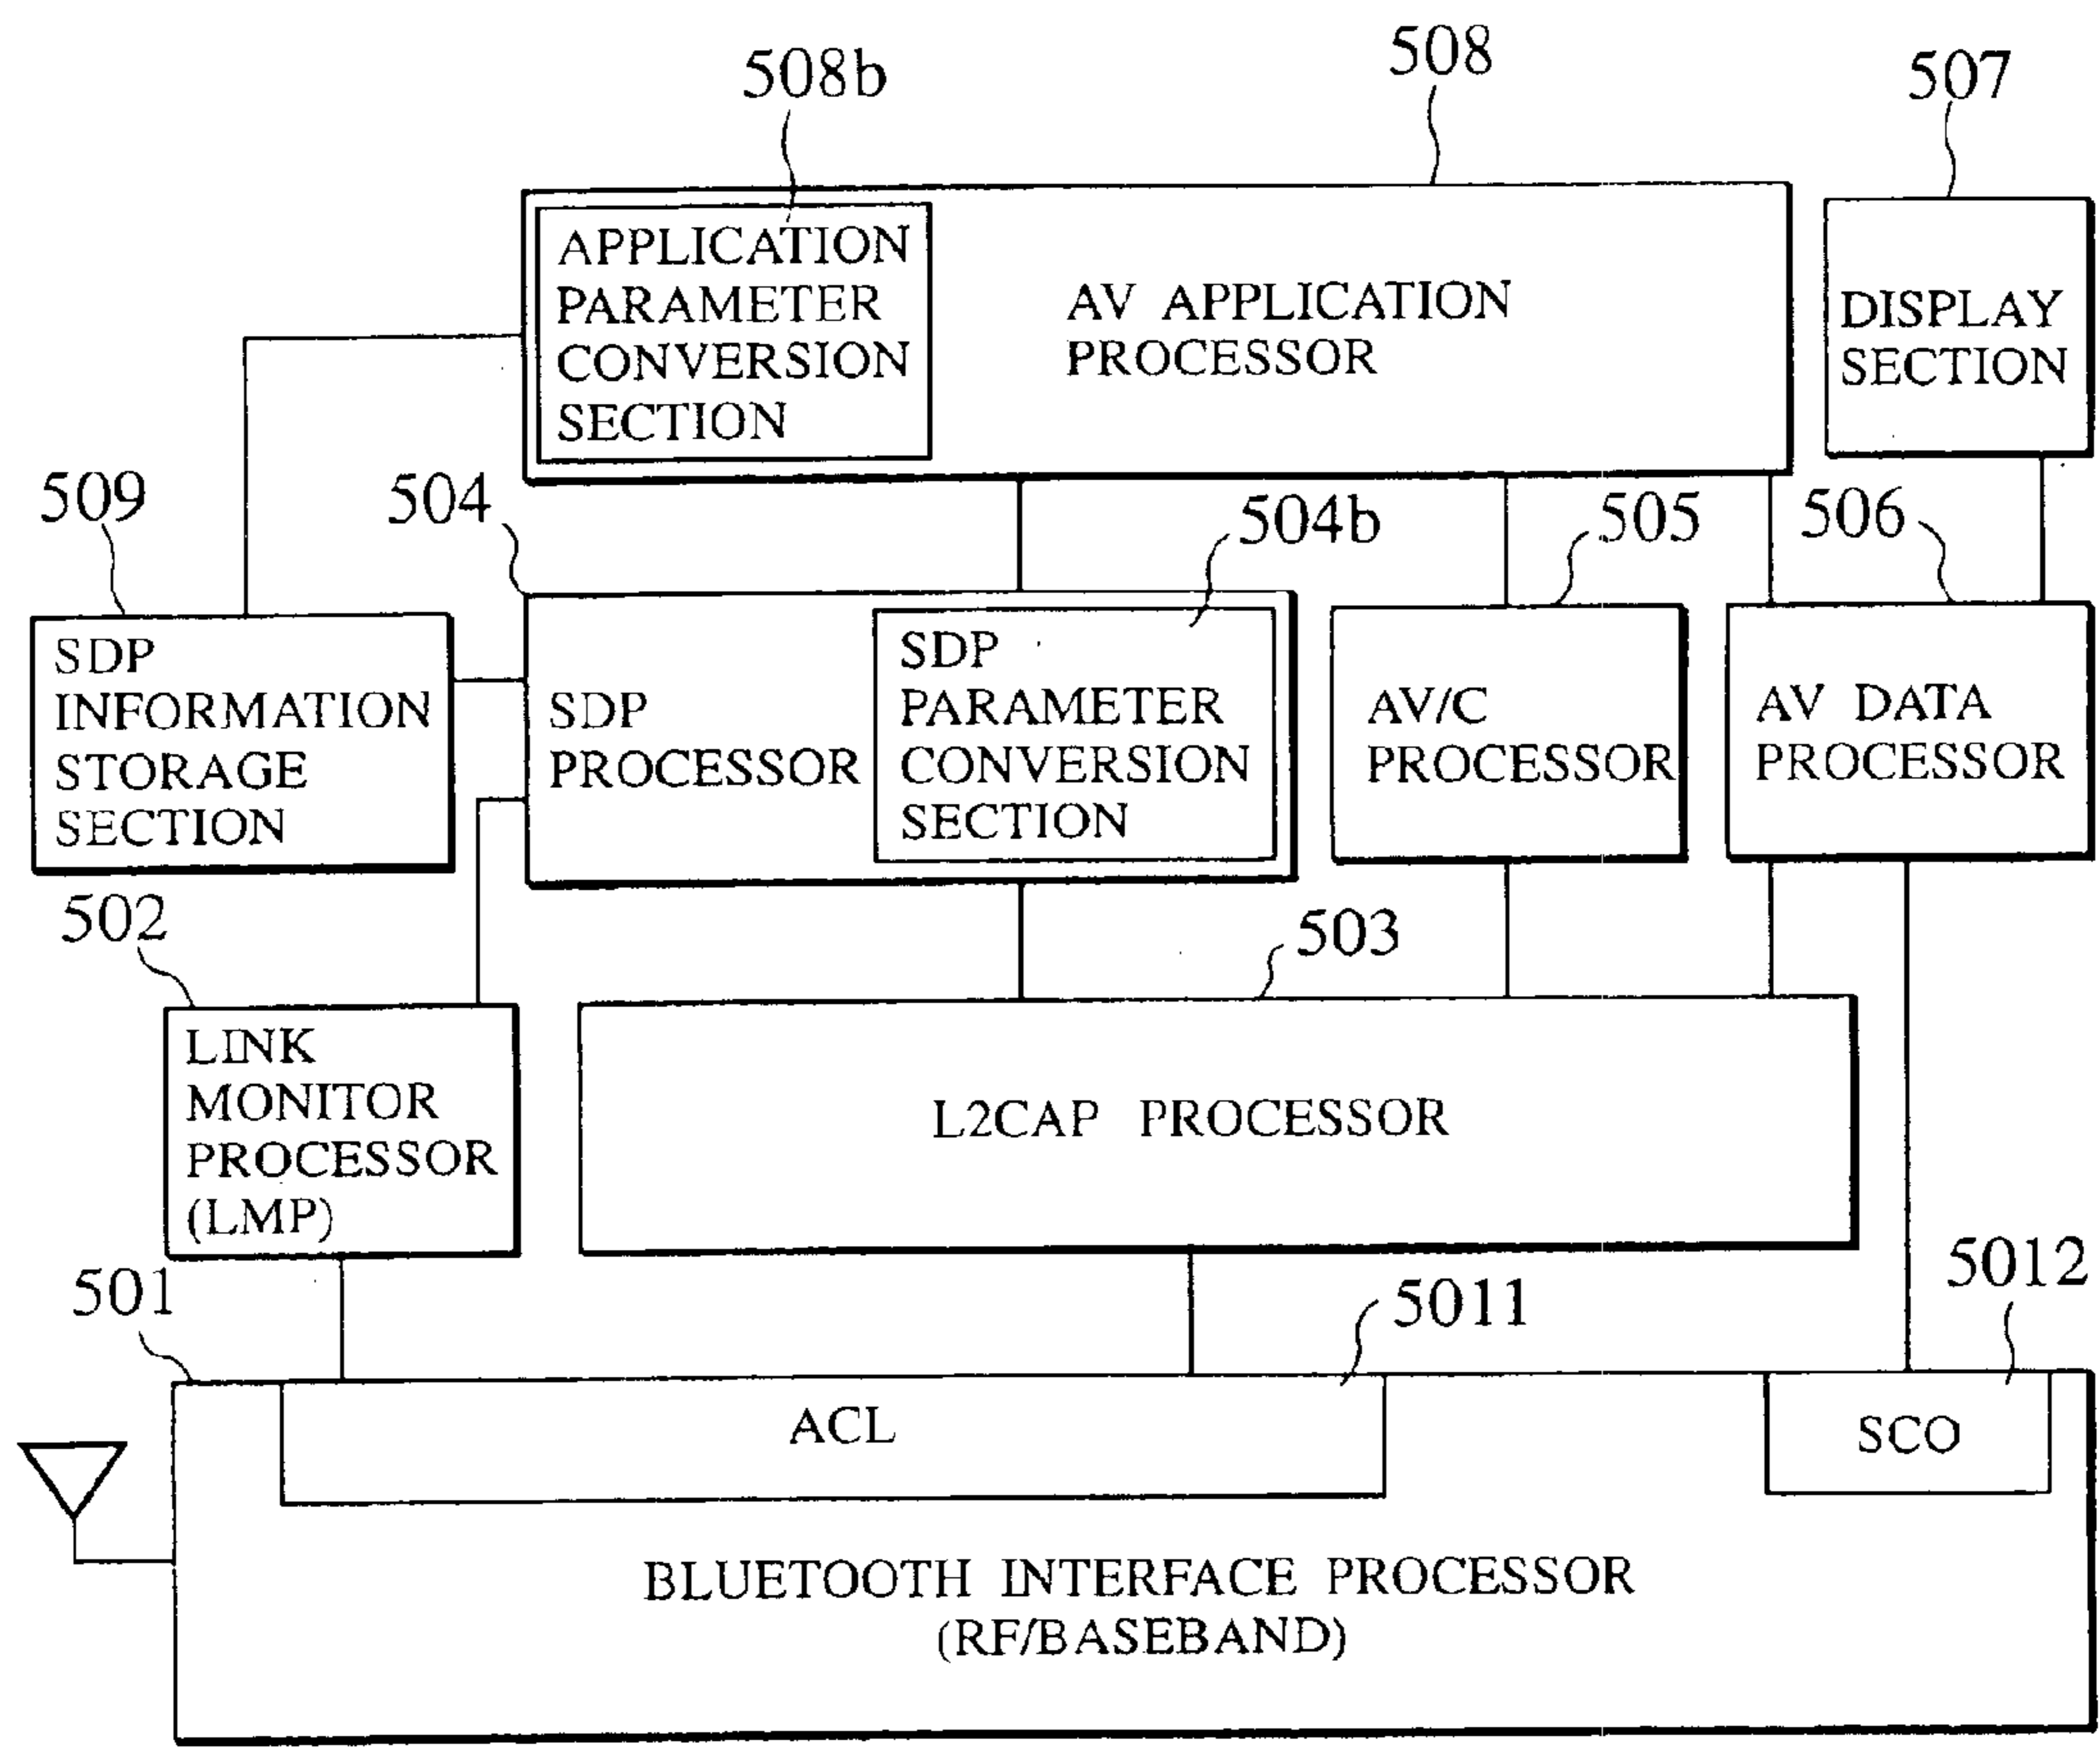 508b
508
507
APPLICATION
PARAMETER
CONVERSION
SECTION
AV APPLICATION
PROCESSOR
DISPLAY
SECTION
509
504
504b
505
506
SDP
INFORMATION
STORAGE
SECTION
SDP
PROCESSOR
SDP
PARAMETER
CONVERSION
SECTION
AV/C
PROCESSOR
AV DATA
PROCESSOR
502
503
LINK
MONITOR
PROCESSOR
(LMP)
L2CAP PROCESSOR
501
5011
5012
ACL
SCO
BLUETOOTH INTERFACE PROCESSOR
(RF/BASEBAND)